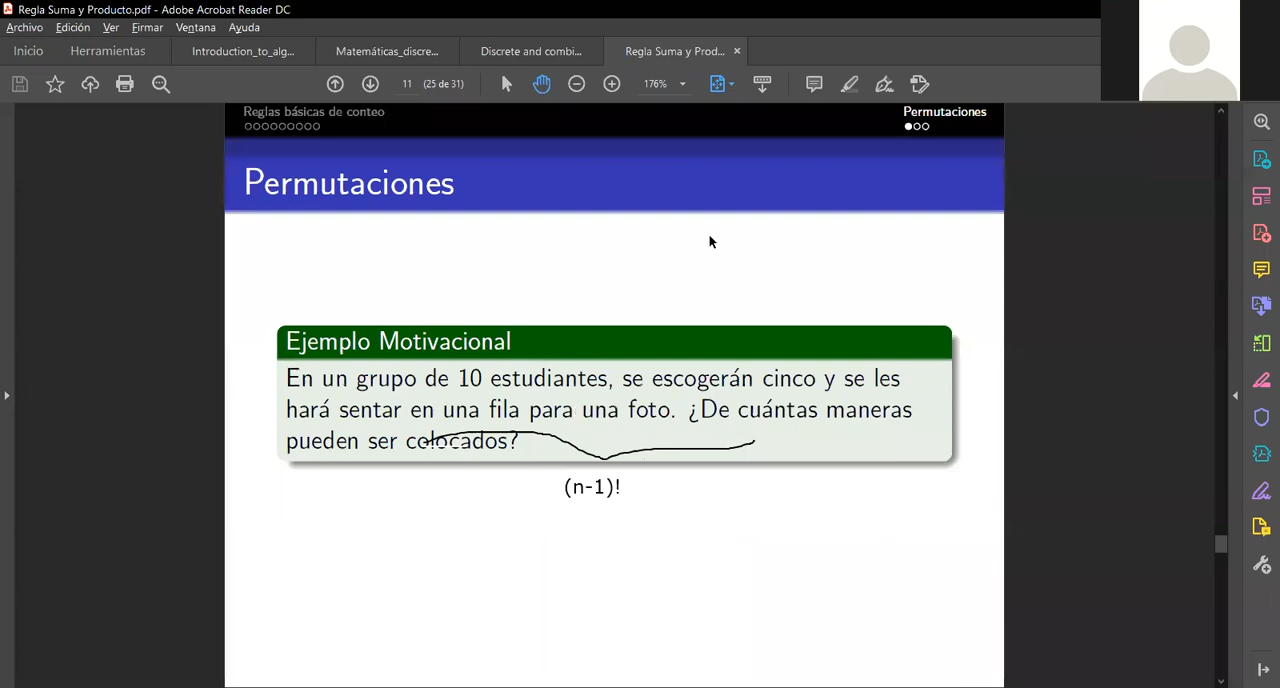 Regla Suma y Producto.pdf - Adobe Acrobat Reader DC
Archivo Edición Ver Firmar Ventana Ayuda
Inicio Herramientas Introduction_to_alg... Matemáticas_discre... Discrete and combi... Regla Suma y Prod... ×
11 (25 de 31) 176%
Reglas básicas de conteo Permutaciones
Permutaciones
Ejemplo Motivacional
En un grupo de 10 estudiantes, se escogerán cinco y se les
hará sentar en una fila para una foto. ¿De cuántas maneras
pueden ser colocados?
(n-1)!